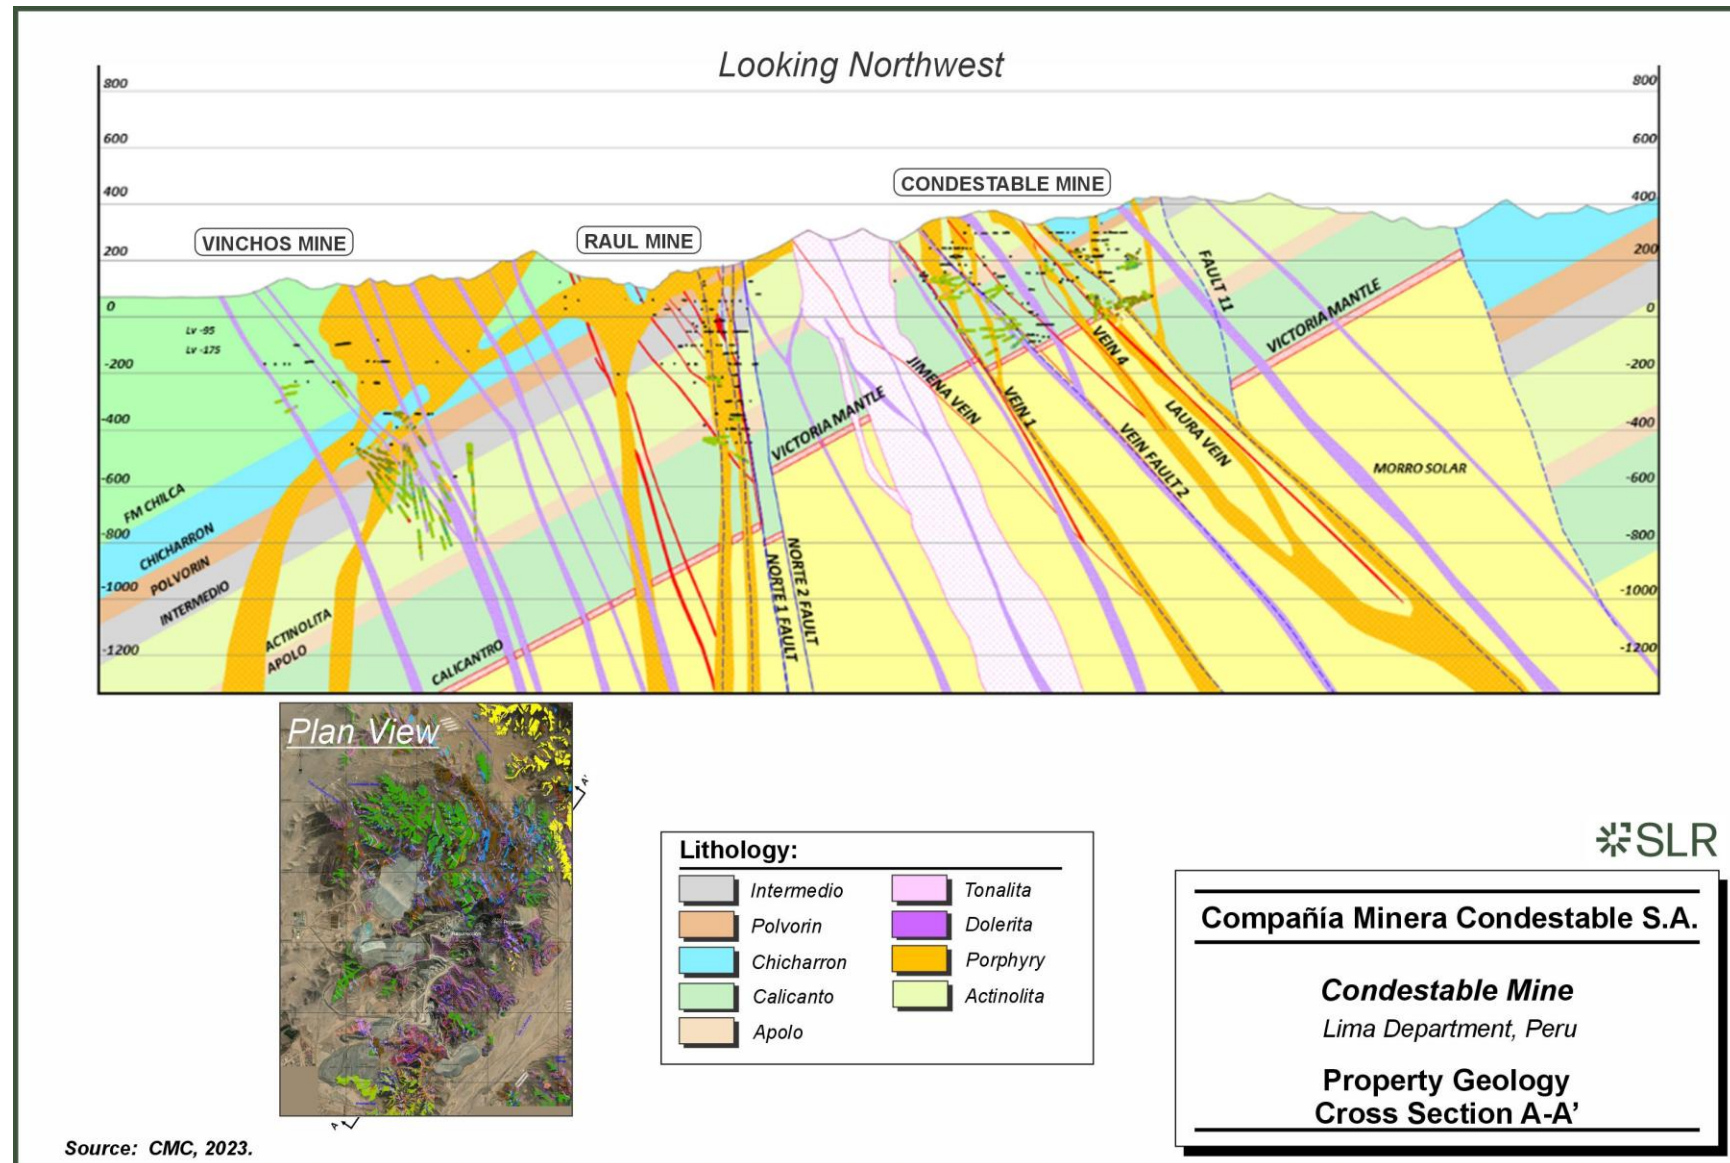 Looking Northwest
800
800
600
600
400
400
200
200
0
0
-200
-200
-400
-400
-600
-600
-800
-800
-1000
-1000
-1200
-1200
VINCHOS MINE
RAUL MINE
CONDESTABLE MINE
Lv -95
Lv -175
FM CHILCA
CHICHARRON
POLVORIN
INTERMEDIO
ACTINOLITA
APOLO
CALICANTRO
VICTORIA MANTLE
NORTE 1 FAULT
NORTE 2 FAULT
JIMENA VEIN
VEIN 1
VEIN FAULT 2
VEIN 4
LAURA VEIN
FAULT 11
VICTORIA MANTLE
MORRO SOLAR
Plan View
A'
A
Lithology:
Intermedio
Polvorin
Chicharron
Calicanto
Apolo
Tonalita
Dolerita
Porphyry
Actinolita
SLR
Compañía Minera Condestable S.A.
Condestable Mine
Lima Department, Peru
Property Geology
Cross Section A-A’
Source: CMC, 2023.